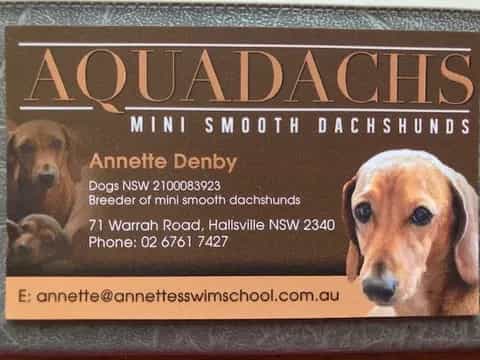 AQUADACHS
MINI SMOOTH DACHSHUNDS
Annette Denby
Dogs NSW 2100083923
Breeder of mini smooth dachshunds
71 Warrah Road, Hallsville NSW 2340
Phone: 02 6761 7427
E: annette@annettesswimschool.com.au